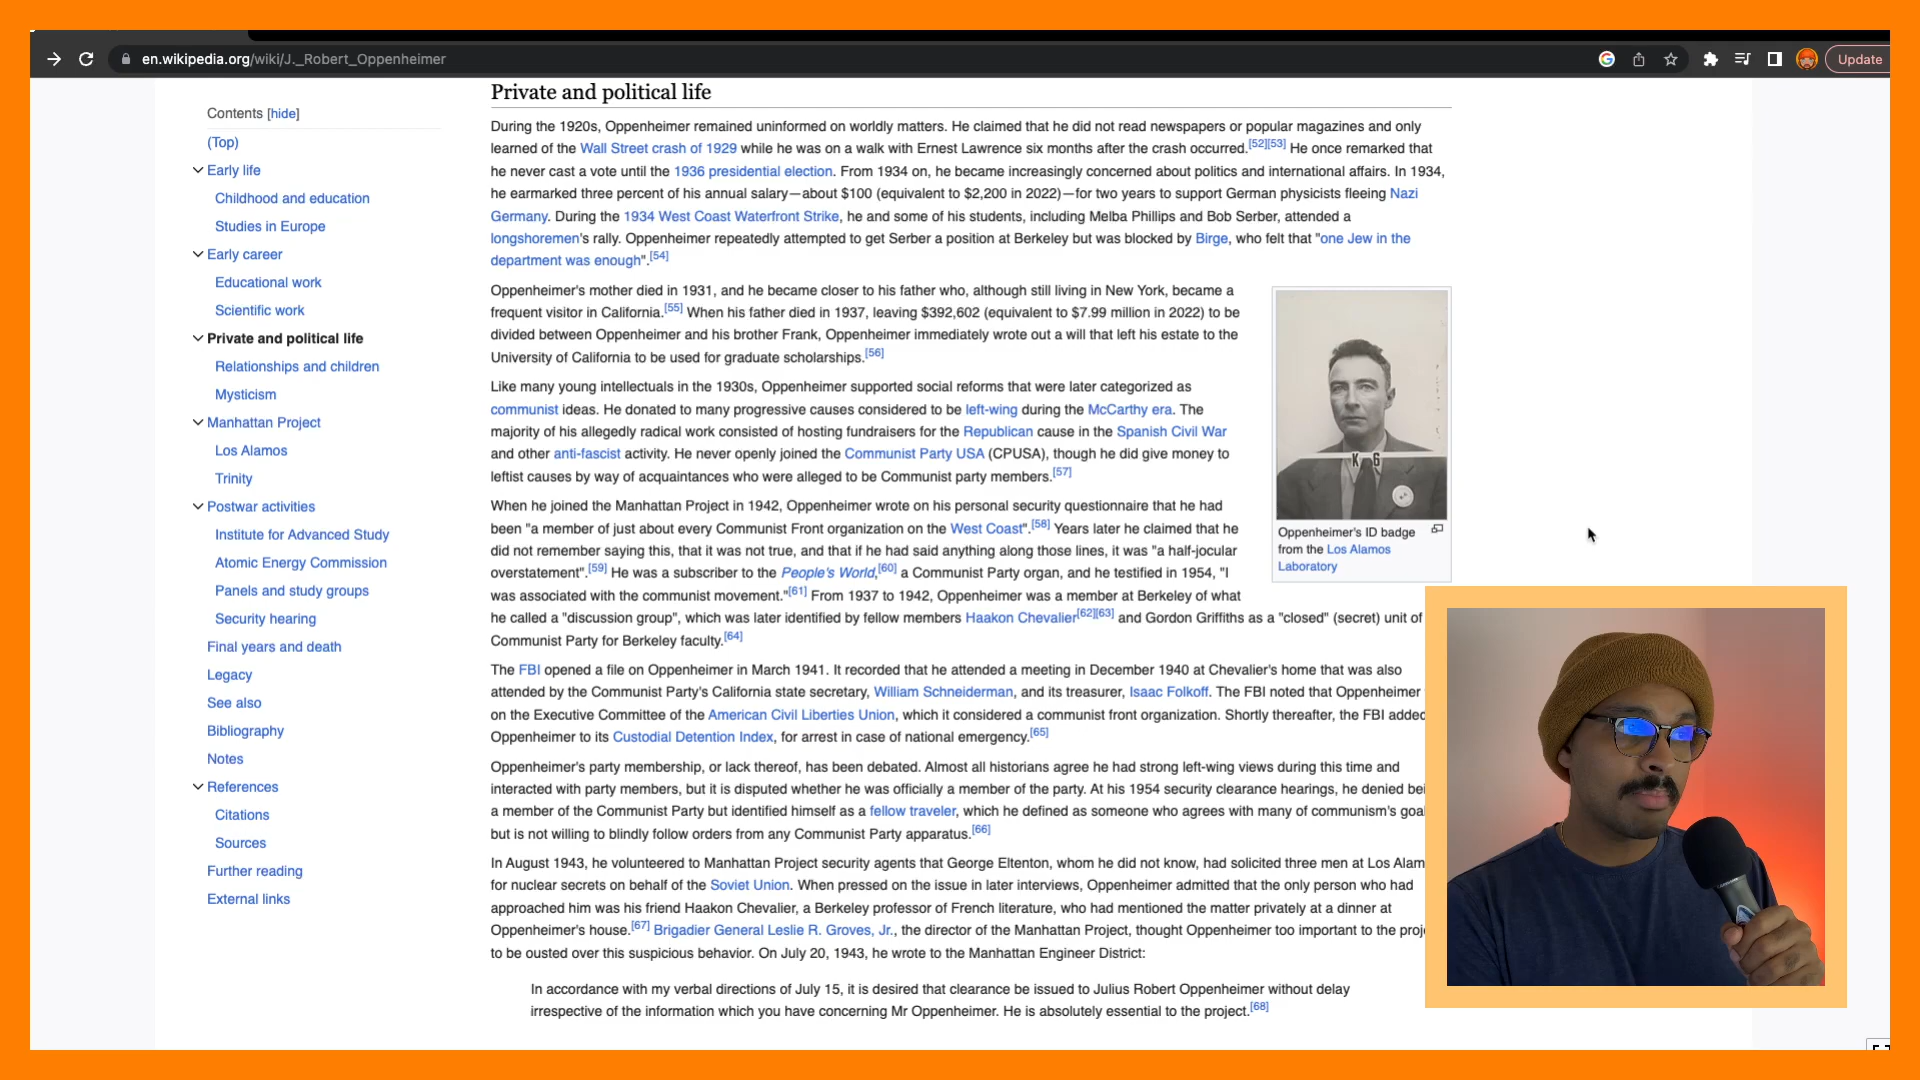 en.wikipedia.org/wiki/J._Robert_Oppenheimer
Update
Contents [hide]
(Top)
Early life
Childhood and education
Studies in Europe
Early career
Educational work
Scientific work
Private and political life
Relationships and children
Mysticism
Manhattan Project
Los Alamos
Trinity
Postwar activities
Institute for Advanced Study
Atomic Energy Commission
Panels and study groups
Security hearing
Final years and death
Legacy
See also
Bibliography
Notes
References
Citations
Sources
Further reading
External links
Private and political life
During the 1920s, Oppenheimer remained uninformed on worldly matters. He claimed that he did not read newspapers or popular magazines and only
learned of the Wall Street crash of 1929 while he was on a walk with Ernest Lawrence six months after the crash occurred.[52][53] He once remarked that
he never cast a vote until the 1936 presidential election. From 1934 on, he became increasingly concerned about politics and international affairs. In 1934,
he earmarked three percent of his annual salary—about $100 (equivalent to $2,200 in 2022)—for two years to support German physicists fleeing Nazi
Germany. During the 1934 West Coast Waterfront Strike, he and some of his students, including Melba Phillips and Bob Serber, attended a
longshoremen's rally. Oppenheimer repeatedly attempted to get Serber a position at Berkeley but was blocked by Birge, who felt that "one Jew in the
department was enough".[54]
Oppenheimer's mother died in 1931, and he became closer to his father who, although still living in New York, became a
frequent visitor in California.[55] When his father died in 1937, leaving $392,602 (equivalent to $7.99 million in 2022) to be
divided between Oppenheimer and his brother Frank, Oppenheimer immediately wrote out a will that left his estate to the
University of California to be used for graduate scholarships.[56]
Like many young intellectuals in the 1930s, Oppenheimer supported social reforms that were later categorized as
communist ideas. He donated to many progressive causes considered to be left-wing during the McCarthy era. The
majority of his allegedly radical work consisted of hosting fundraisers for the Republican cause in the Spanish Civil War
and other anti-fascist activity. He never openly joined the Communist Party USA (CPUSA), though he did give money to
leftist causes by way of acquaintances who were alleged to be Communist party members.[57]
K 6
Oppenheimer's ID badge
from the Los Alamos
Laboratory
When he joined the Manhattan Project in 1942, Oppenheimer wrote on his personal security questionnaire that he had
been "a member of just about every Communist Front organization on the West Coast".[58] Years later he claimed that he
did not remember saying this, that it was not true, and that if he had said anything along those lines, it was "a half-jocular
overstatement".[59] He was a subscriber to the People's World,[60] a Communist Party organ, and he testified in 1954, "I
was associated with the communist movement."[61] From 1937 to 1942, Oppenheimer was a member at Berkeley of what
he called a "discussion group", which was later identified by fellow members Haakon Chevalier[62][63] and Gordon Griffiths as a "closed" (secret) unit of
Communist Party for Berkeley faculty.[64]
The FBI opened a file on Oppenheimer in March 1941. It recorded that he attended a meeting in December 1940 at Chevalier's home that was also
attended by the Communist Party's California state secretary, William Schneiderman, and its treasurer, Isaac Folkoff. The FBI noted that Oppenheimer
on the Executive Committee of the American Civil Liberties Union, which it considered a communist front organization. Shortly thereafter, the FBI added
Oppenheimer to its Custodial Detention Index, for arrest in case of national emergency.[65]
Oppenheimer's party membership, or lack thereof, has been debated. Almost all historians agree he had strong left-wing views during this time and
interacted with party members, but it is disputed whether he was officially a member of the party. At his 1954 security clearance hearings, he denied bei
a member of the Communist Party but identified himself as a fellow traveler, which he defined as someone who agrees with many of communism's goa
but is not willing to blindly follow orders from any Communist Party apparatus.[66]
In August 1943, he volunteered to Manhattan Project security agents that George Eltenton, whom he did not know, had solicited three men at Los Alam
for nuclear secrets on behalf of the Soviet Union. When pressed on the issue in later interviews, Oppenheimer admitted that the only person who had
approached him was his friend Haakon Chevalier, a Berkeley professor of French literature, who had mentioned the matter privately at a dinner at
Oppenheimer's house.[67] Brigadier General Leslie R. Groves, Jr., the director of the Manhattan Project, thought Oppenheimer too important to the proj
to be ousted over this suspicious behavior. On July 20, 1943, he wrote to the Manhattan Engineer District:
In accordance with my verbal directions of July 15, it is desired that clearance be issued to Julius Robert Oppenheimer without delay
irrespective of the information which you have concerning Mr Oppenheimer. He is absolutely essential to the project.[68]